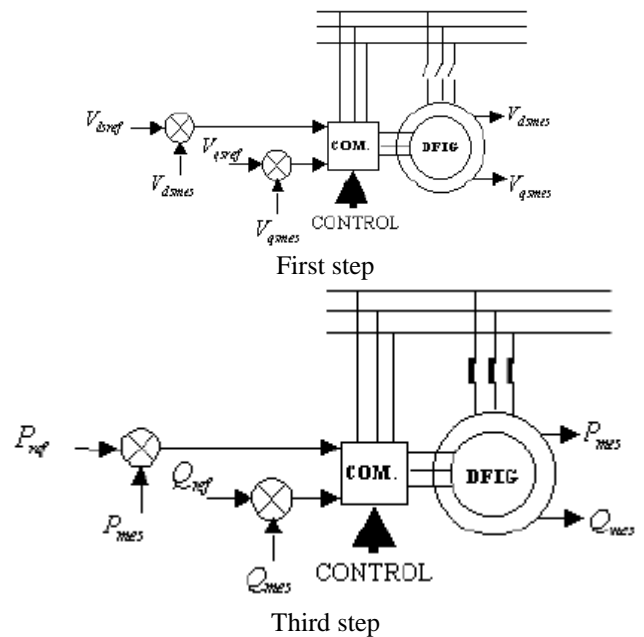 V_dsref
V_dsmes
V_qsref
V_qsmes
COM.
DFIG
V_dsmes
V_qsmes
CONTROL
First step
P_ref
P_mes
Q_ref
Q_mes
COM.
DFIG
P_mes
Q_mes
CONTROL
Third step